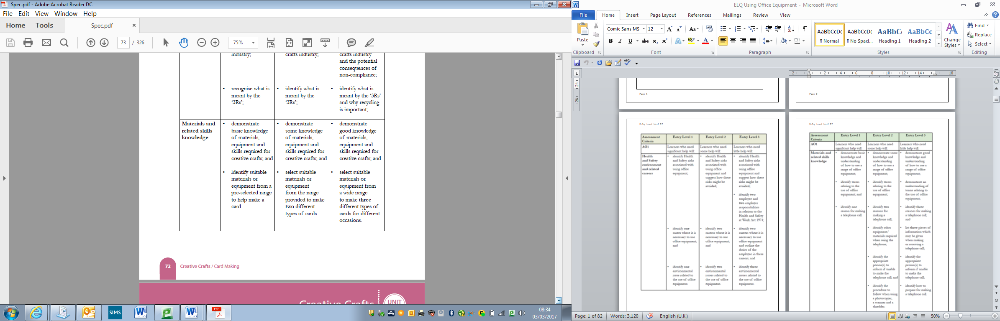 Spec.pdf - Adobe Acrobat Reader DC
File Edit View Window Help
Home Tools Spec.pdf ×
73 / 326 75%
industry;
crafts industry;
crafts industry
and the potential
consequences of
non-compliance;
• recognise what is
meant by the
‘3Rs’;
• identify what is
meant by the
‘3Rs’;
• identify what is
meant by the ‘3Rs’
and why recycling
is important;
Materials and
related skills
knowledge
• demonstrate
basic knowledge
of materials,
equipment and
skills required for
creative crafts; and
• identify suitable
materials or
equipment from a
pre-selected range
to help make a
card.
• demonstrate
some knowledge
of materials,
equipment and
skills required for
creative crafts; and
• select suitable
materials or
equipment
from the range
provided to make
two different
types of cards.
• demonstrate
good knowledge
of materials,
equipment and
skills required for
creative crafts; and
• select suitable
materials or
equipment from
a wide range
to make three
different types of
cards for different
occasions.
72 Creative Crafts / Card Making
Creative Crafts UNIT
SIMS
PDF
08:34
03/03/2017
ELQ Using Office Equipment - Microsoft Word
File Home Insert Page Layout References Mailings Review View
Paste
Clipboard
Comic Sans MS 12
Font
Paragraph
AaBbCcDc AaBbCcDc AaBbC AaBbCc
¶ Normal ¶ No Spaci... Heading 1 Heading 2
Change
Styles
Styles
Find
Replace
Select
Editing
2 2 4 6 8 10 12 14 18
24
26
Page 1
Page 2
Entry Level Unit 37
Assessment
Criteria
Entry Level 1
Entry Level 2
Entry Level 3
AO1
Learners who need
significant help will:
Learners who need
some help will:
Learners who need
little help will:
Health
and Safety
environment
and related
careers
• identify Health
and Safety risks
associated with
using office
equipment;
• identify one
career where it is
necessary to use
office equipment;
and
• identify one
environmental
issue related to
the use of office
equipment.
• identify Health
and Safety risks
associated with
using office
equipment and
suggest how these
risks might be
avoided;
• identify two
careers where it is
necessary to use
office equipment;
and
• identify two
environmental
issues related to
the use of office
equipment.
• identify Health
and Safety risks
associated with
using office
equipment and
suggest how these
risks might be
avoided;
• identify two
employee and
two employer
responsibilities
in relation to the
Health and Safety
at Work Act 1974;
• identify two
careers where it is
necessary to use
office equipment
and outline the
duties of the
employee in these
careers; and
• identify three
environmental
issues related to
the use of office
equipment.
Entry Level Unit 37
Assessment
Criteria
Entry Level 1
Entry Level 2
Entry Level 3
AO1
Learners who need
significant help will:
Learners who need
some help will:
Learners who need
little help will:
Materials and
related skills
knowledge
• demonstrate basic
knowledge and
understanding
of how to use a
range of office
equipment;
• identify terms
relating to the
use of office
equipment; and
• identify one
reason for making
a telephone call.
• demonstrate some
knowledge and
understanding
of how to use a
range of office
equipment;
• identify terms
relating to the
use of office
equipment;
• identify two
reasons for
making a
telephone call;
• identify other
equipment/
materials required
when using the
telephone;
• identify the
appropriate
person(s) to
inform if unable
to make the
telephone call; and
• identify the
procedure to
follow when using
a photocopier,
a scanner and a
shredder.
• demonstrate good
knowledge and
understanding
of how to use a
range of office
equipment;
• demonstrate an
understanding of
terms relating to
the use of office
equipment;
• identify three
reasons for making
a telephone call;
and
• list three pieces of
information which
may be given
when making
or receiving a
telephone call;
• identify the
appropriate
person(s) to
inform if unable
to make the
telephone call;
• identify how to
prepare for making
a telephone call.
Page: 1 of 82 Words: 3,120 English (U.K.) 50%